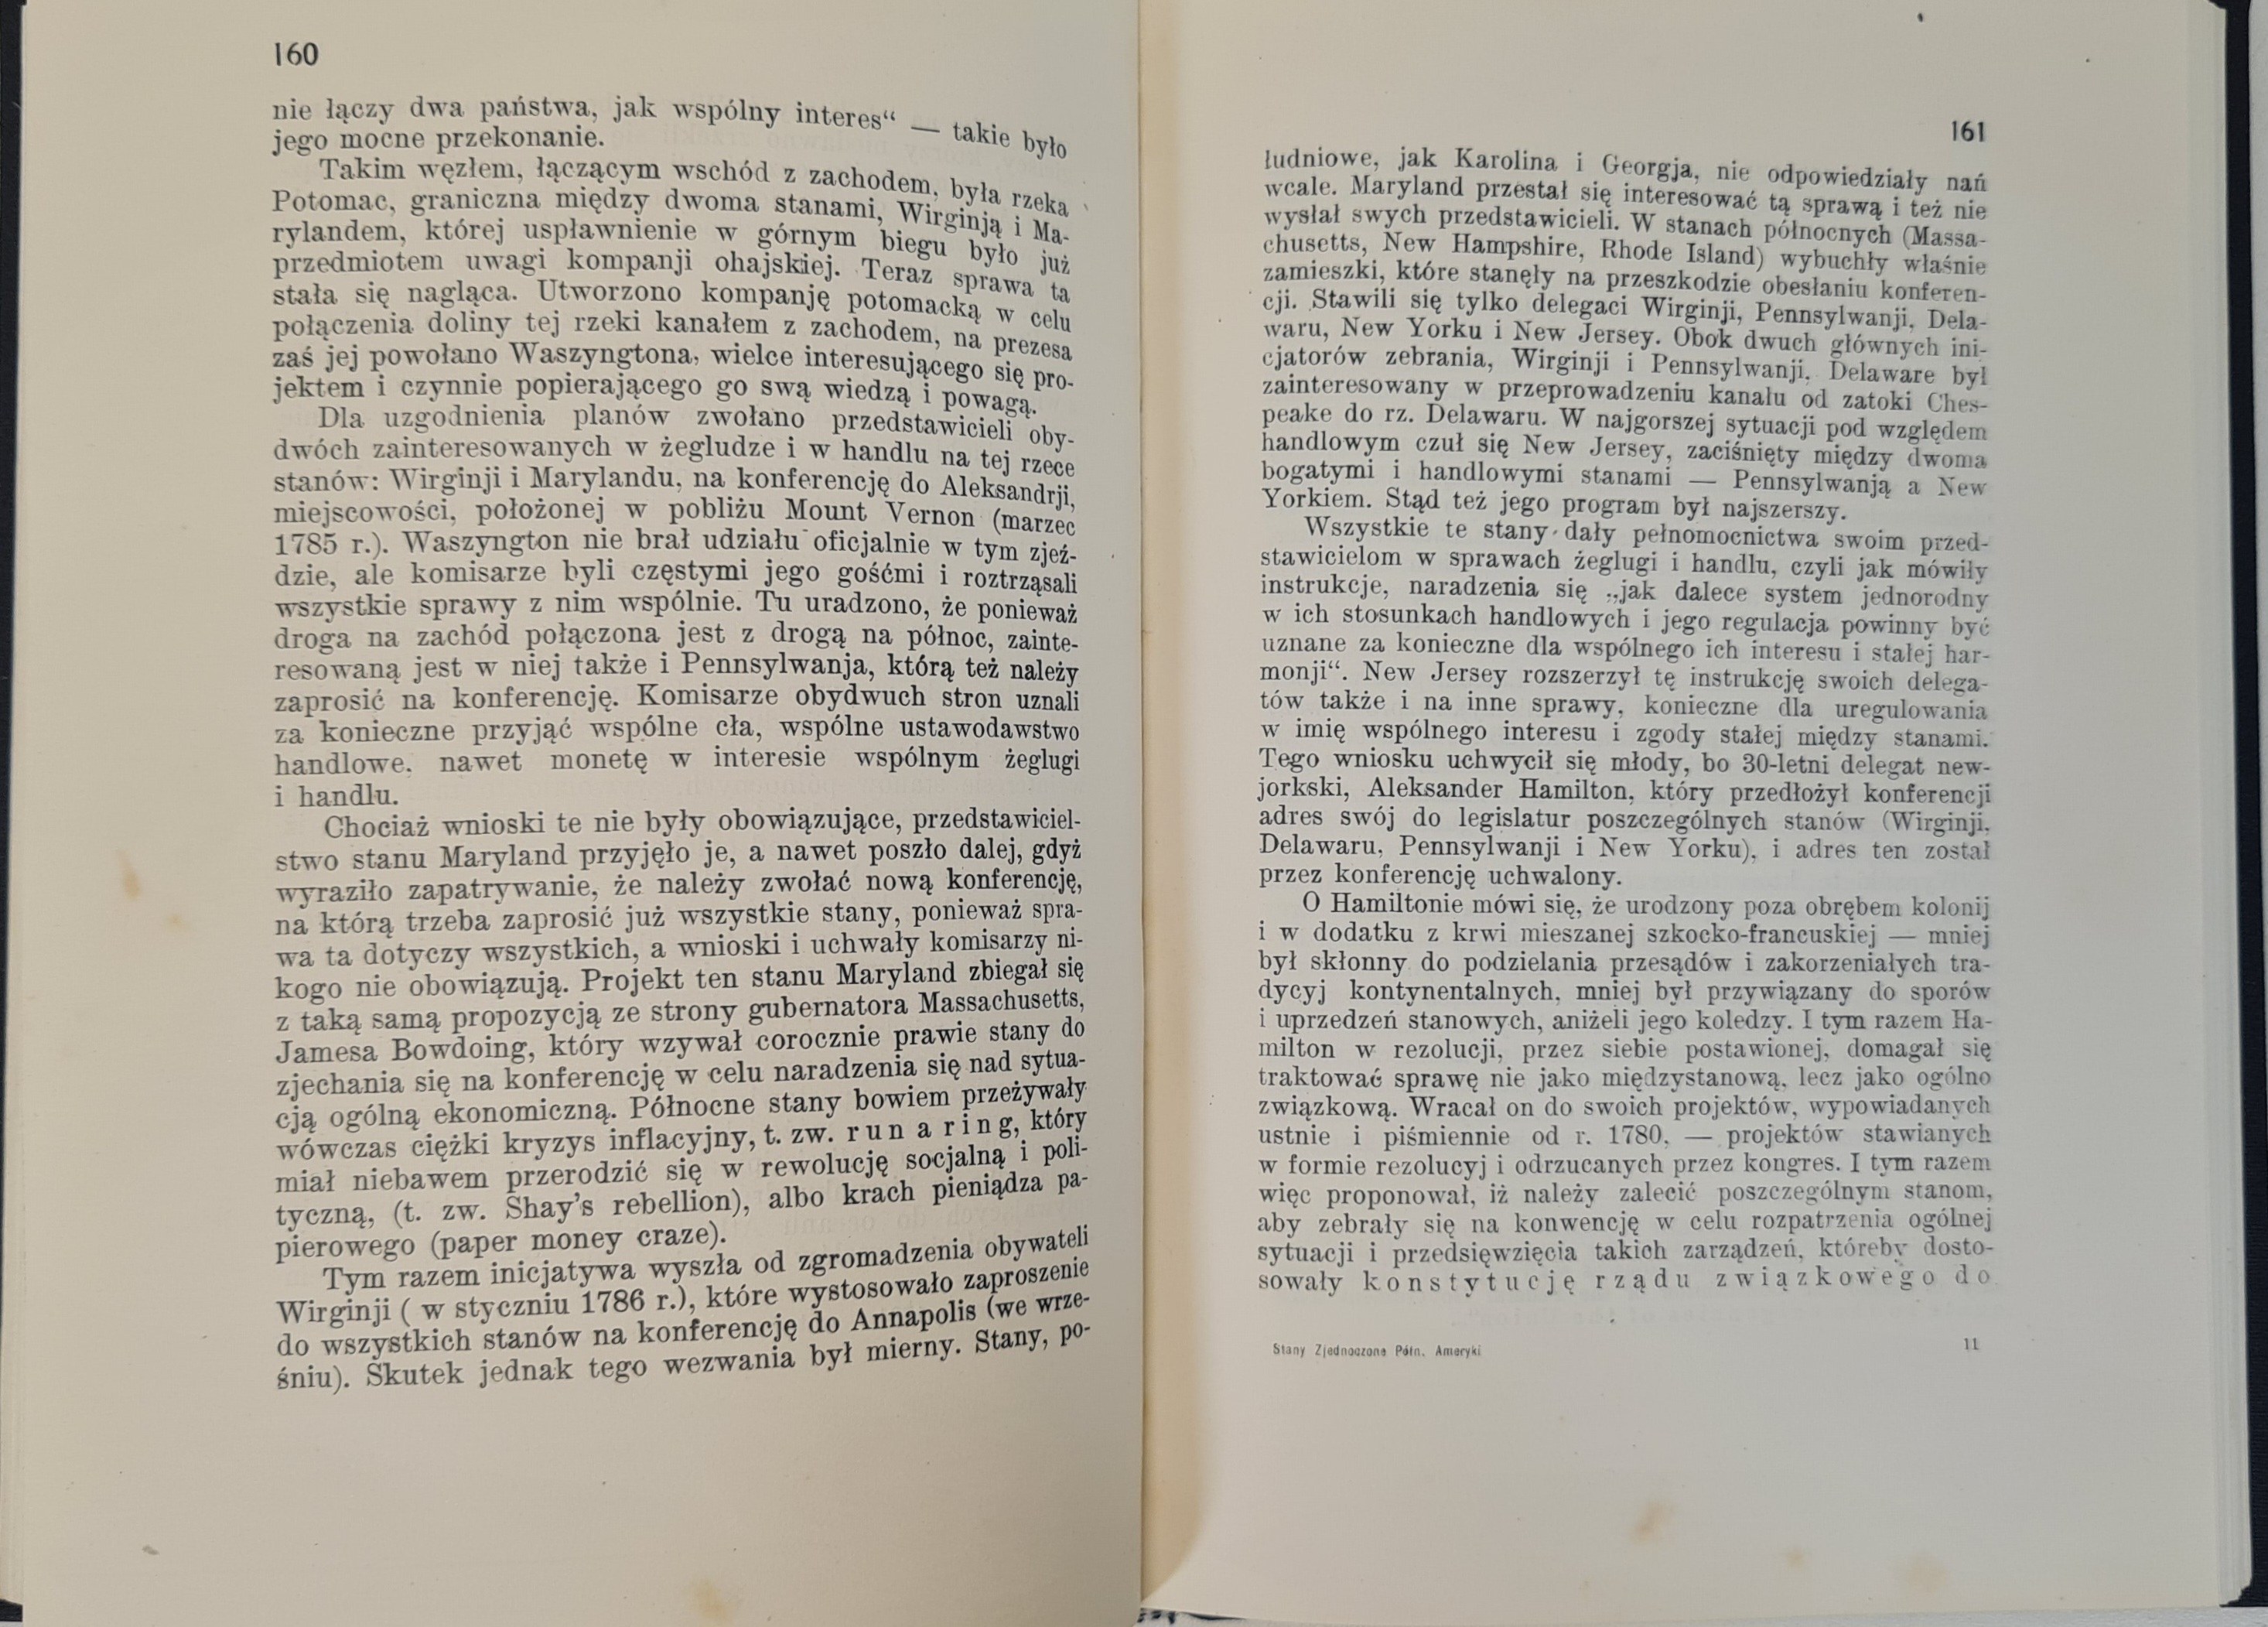 160
nie łączy dwa państwa, jak wspólny interes“ — takie było
jego mocne przekonanie.
Takim węzłem, łączącym wschód z zachodem, była rzeka
Potomac, graniczna między dwoma stanami, Wirginją i Ma-
rylandem, której uspławnienie w górnym biegu było już
przedmiotem uwagi kompanji ohajskiej. Teraz sprawa ta
stała się nagląca. Utworzono kompanję potomacką w celu
połączenia doliny tej rzeki kanałem z zachodem, na prezesa
zaś jej powołano Waszyngtona, wielce interesującego się pro-
jektem i czynnie popierającego go swą wiedzą i powagą.
Dla uzgodnienia planów zwołano przedstawicieli oby-
dwóch zainteresowanych w żegludze i w handlu na tej rzece
stanów: Wirginji i Marylandu, na konferencję do Aleksandrji,
miejscowości, położonej w pobliżu Mount Vernon (marzec
1785 r.). Waszyngton nie brał udziału oficjalnie w tym zjeź-
dzie, ale komisarze byli częstymi jego gośćmi i roztrząsali
wszystkie sprawy z nim wspólnie. Tu uradzono, że ponieważ
droga na zachód połączona jest z drogą na północ, zainte-
resowaną jest w niej także i Pennsylwanja, którą też należy
zaprosić na konferencję. Komisarze obydwuch stron uznali
za konieczne przyjąć wspólne cła, wspólne ustawodawstwo
handlowe. nawet monetę w interesie wspólnym żeglugi
i handlu.
Chociaż wnioski te nie były obowiązujące, przedstawiciel-
stwo stanu Maryland przyjęło je, a nawet poszło dalej, gdyż
wyraziło zapatrywanie, że należy zwołać nową konferencję,
na którą trzeba zaprosić już wszystkie stany, ponieważ spra-
wa ta dotyczy wszystkich, a wnioski i uchwały komisarzy ni-
kogo nie obowiązują. Projekt ten stanu Maryland zbiegał się
z taką samą propozycją ze strony gubernatora Massachusetts,
Jamesa Bowdoing, który wzywał corocznie prawie stany do
zjechania się na konferencję w celu naradzenia się nad sytua-
cją ogólną ekonomiczną. Północne stany bowiem przeżywały
wówczas ciężki kryzys inflacyjny, t. zw. run a ring, który
miał niebawem przerodzić się w rewolucję socjalną i poli-
tyczną, (t. zw. Shay’s rebellion), albo krach pieniądza pa-
pierowego (paper money craze).
Tym razem inicjatywa wyszła od zgromadzenia obywateli
Wirginji ( w styczniu 1786 r.), które wystosowało zaproszenie
do wszystkich stanów na konferencję do Annapolis (we wrze-
śniu). Skutek jednak tego wezwania był mierny. Stany, po-
161
łudniowe, jak Karolina i Georgja, nie odpowiedziały nań
wcale. Maryland przestał się interesować tą sprawą i też nie
wysłał swych przedstawicieli. W stanach północnych (Massa-
chusetts, New Hampshire, Rhode Island) wybuchły właśnie
zamieszki, które stanęły na przeszkodzie obesłaniu konferen-
cji. Stawili się tylko delegaci Wirginji, Pennsylwanji, Dela-
waru, New Yorku i New Jersey. Obok dwuch głównych ini-
cjatorów zebrania, Wirginji i Pennsylwanji, Delaware był
zainteresowany w przeprowadzeniu kanału od zatoki Ches-
peake do rz. Delawaru. W najgorszej sytuacji pod względem
handlowym czuł się New Jersey, zaciśnięty między dwoma
bogatymi i handlowymi stanami — Pennsylwanją a New
Yorkiem. Stąd też jego program był najszerszy.
Wszystkie te stany dały pełnomocnictwa swoim przed-
stawicielom w sprawach żeglugi i handlu, czyli jak mówiły
instrukcje, naradzenia się „jak dalece system jednorodny
w ich stosunkach handlowych i jego regulacja powinny być
uznane za konieczne dla wspólnego ich interesu i stałej har-
monji“. New Jersey rozszerzył tę instrukcję swoich delega-
tów także i na inne sprawy, konieczne dla uregulowania
w imię wspólnego interesu i zgody stałej między stanami.
Tego wniosku uchwycił się młody, bo 30-letni delegat new-
jorkski, Aleksander Hamilton, który przedłożył konferencji
adres swój do legislatur poszczególnych stanów (Wirginji,
Delawaru, Pennsylwanji i New Yorku), i adres ten został
przez konferencję uchwalony.
O Hamiltonie mówi się, że urodzony poza obrębem kolonij
i w dodatku z krwi mieszanej szkocko-francuskiej — mniej
był skłonny do podzielania przesądów i zakorzeniałych tra-
dycyj kontynentalnych, mniej był przywiązany do sporów
i uprzedzeń stanowych, aniżeli jego koledzy. I tym razem Ha-
milton w rezolucji, przez siebie postawionej, domagał się
traktować sprawę nie jako międzystanową, lecz jako ogólno
związkową. Wracał on do swoich projektów, wypowiadanych
ustnie i piśmiennie od r. 1780, — projektów stawianych
w formie rezolucyj i odrzucanych przez kongres. I tym razem
więc proponował, iż należy zalecić poszczególnym stanom,
aby zebrały się na konwencję w celu rozpatrzenia ogólnej
sytuacji i przedsięwzięcia takich zarządzeń, któreby dosto-
sowały konstytucję rządu związkowego do
Stany Zjednoczone Półn. Ameryki
11